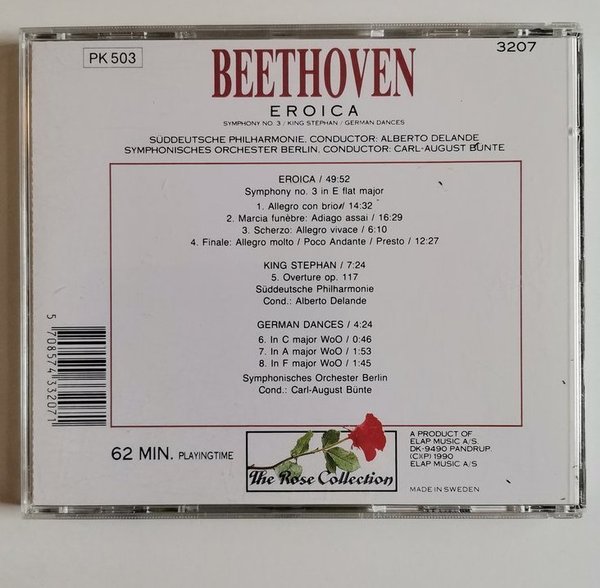 PK 503
BEETHOVEN
3207
EROICA
SYMPHONY NO. 3 / KING STEPHAN / GERMAN DANCES
SÜDDEUTSCHE PHILHARMONIE, CONDUCTOR: ALBERTO DELANDE
SYMPHONISCHES ORCHESTER BERLIN, CONDUCTOR: CARL-AUGUST BÜNTE
EROICA / 49:52
Symphony no. 3 in E flat major
1. Allegro con brio / 14:32
2. Marcia funèbre: Adiago assai / 16:29
3. Scherzo: Allegro vivace / 6:10
4. Finale: Allegro molto / Poco Andante / Presto / 12:27
KING STEPHAN / 7:24
5. Overture op. 117
Süddeutsche Philharmonie
Cond.: Alberto Delande
GERMAN DANCES / 4:24
6. In C major WoO / 0:46
7. In A major WoO / 1:53
8. In F major WoO / 1:45
Symphonisches Orchester Berlin
Cond.: Carl-August Bünte
5 708574 332071
62 MIN. PLAYINGTIME
The Rose Collection
A PRODUCT OF
ELAP MUSIC A/S.
DK-9490 PANDRUP.
(C)(P) 1990
ELAP MUSIC A/S
MADE IN SWEDEN